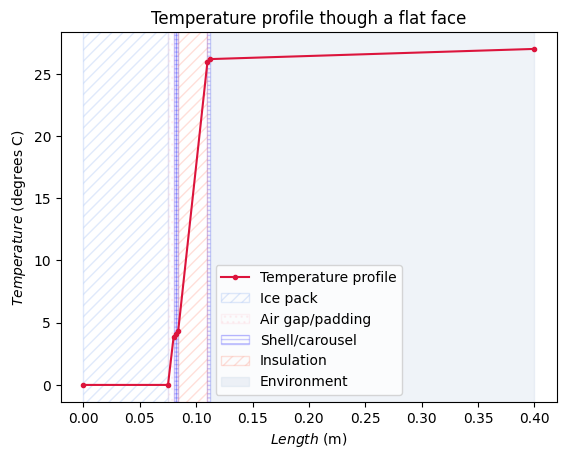 Temperature profile though a flat face
25
20
15
10
5
0
Temperature (degrees C)
Temperature profile
Ice pack
Air gap/padding
Shell/carousel
Insulation
Environment
0.00 0.05 0.10 0.15 0.20 0.25 0.30 0.35 0.40
Length (m)